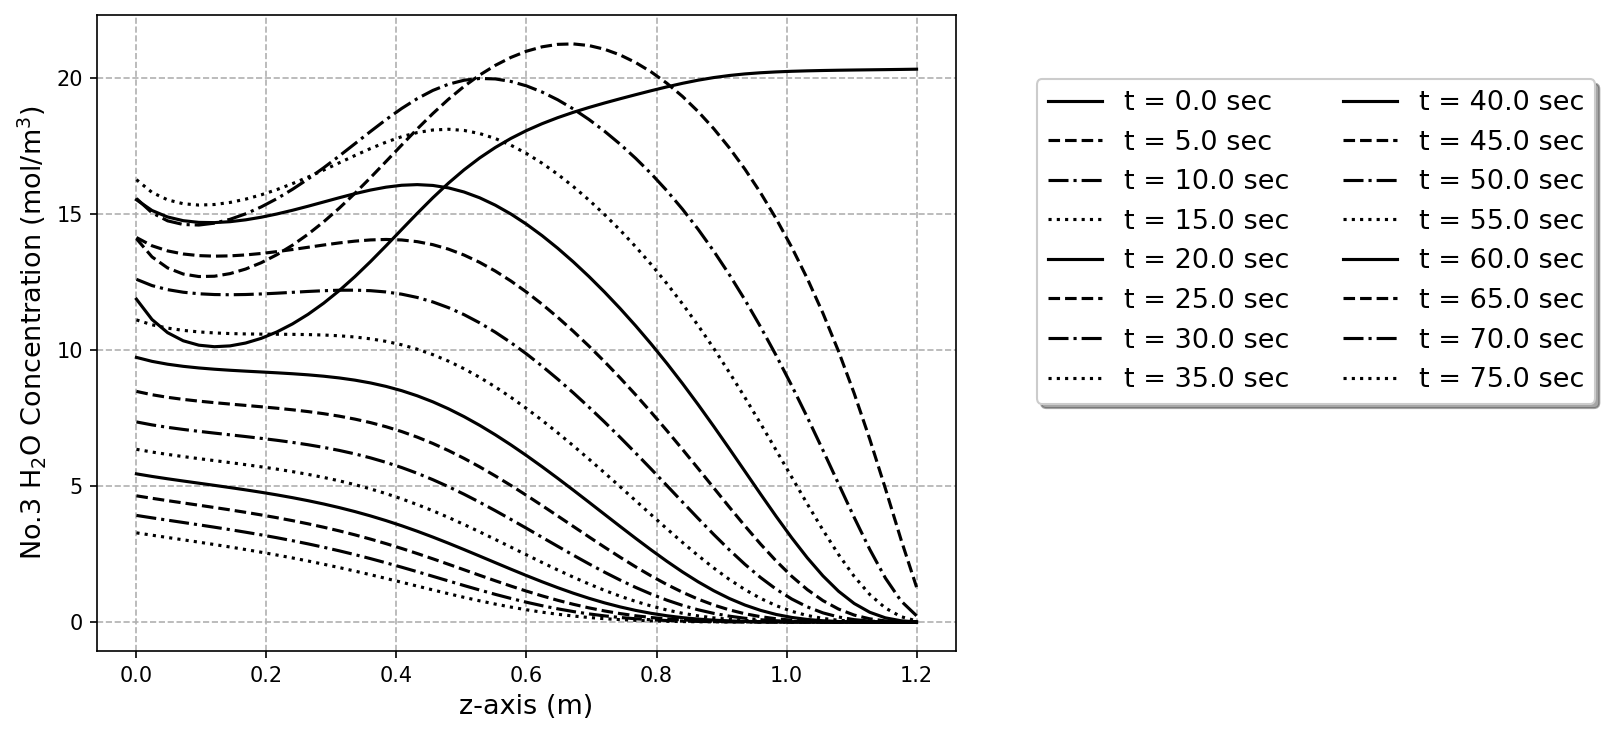 No.3 H₂O Concentration (mol/m³)
20
15
10
5
0
0.0 0.2 0.4 0.6 0.8 1.0 1.2
z-axis (m)
t = 0.0 sec
t = 5.0 sec
t = 10.0 sec
t = 15.0 sec
t = 20.0 sec
t = 25.0 sec
t = 30.0 sec
t = 35.0 sec
t = 40.0 sec
t = 45.0 sec
t = 50.0 sec
t = 55.0 sec
t = 60.0 sec
t = 65.0 sec
t = 70.0 sec
t = 75.0 sec